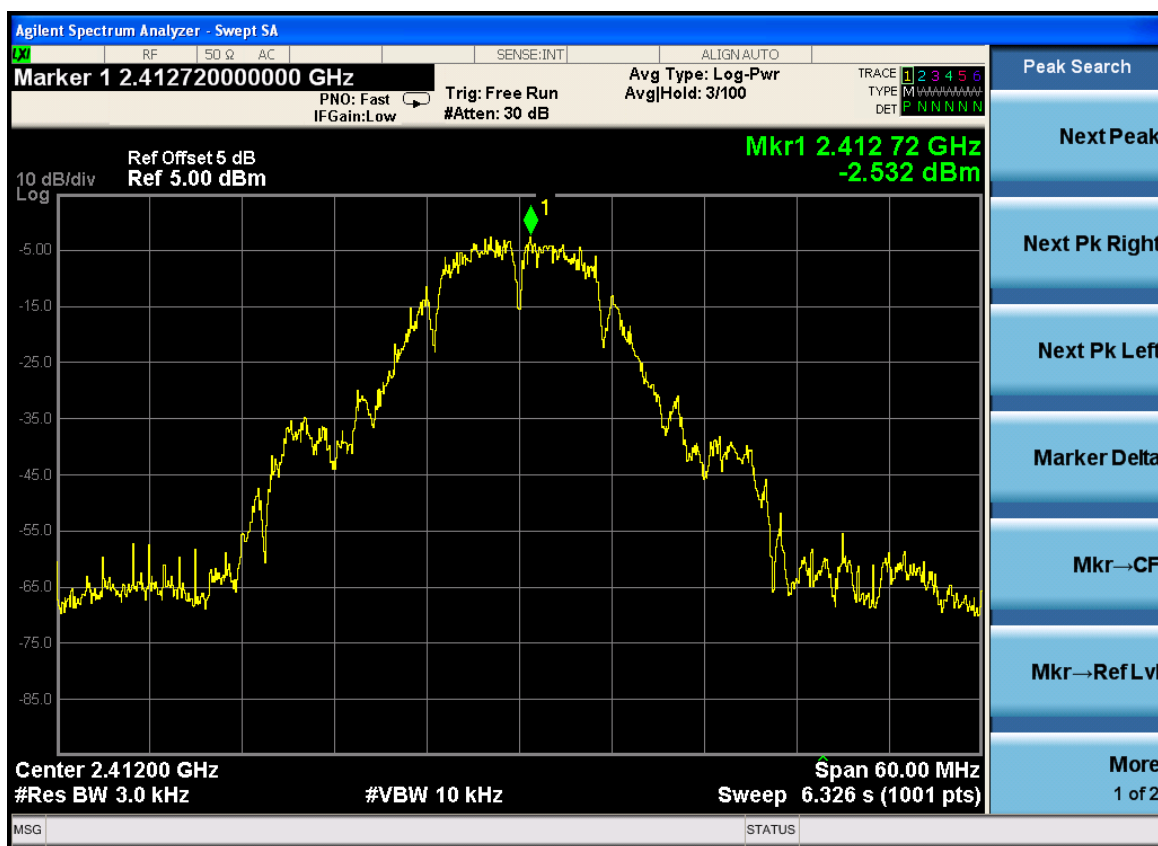 Agilent Spectrum Analyzer - Swept SA
LXI RF 50 Ω AC SENSE:INT ALIGN AUTO
Marker 1 2.412720000000 GHz
PNO: Fast
IFGain:Low
Trig: Free Run
#Atten: 30 dB
Avg Type: Log-Pwr
Avg|Hold: 3/100
TRACE 1 2 3 4 5 6
TYPE M
DET P N N N N N
Peak Search
Mkr1 2.412 72 GHz
-2.532 dBm
Ref Offset 5 dB
10 dB/div Ref 5.00 dBm
Log
1
-5.00
-15.0
-25.0
-35.0
-45.0
-55.0
-65.0
-75.0
-85.0
Center 2.41200 GHz Span 60.00 MHz
#Res BW 3.0 kHz #VBW 10 kHz Sweep 6.326 s (1001 pts)
MSG STATUS
Next Peak
Next Pk Right
Next Pk Left
Marker Delta
Mkr→CF
Mkr→Ref Lvl
More
1 of 2